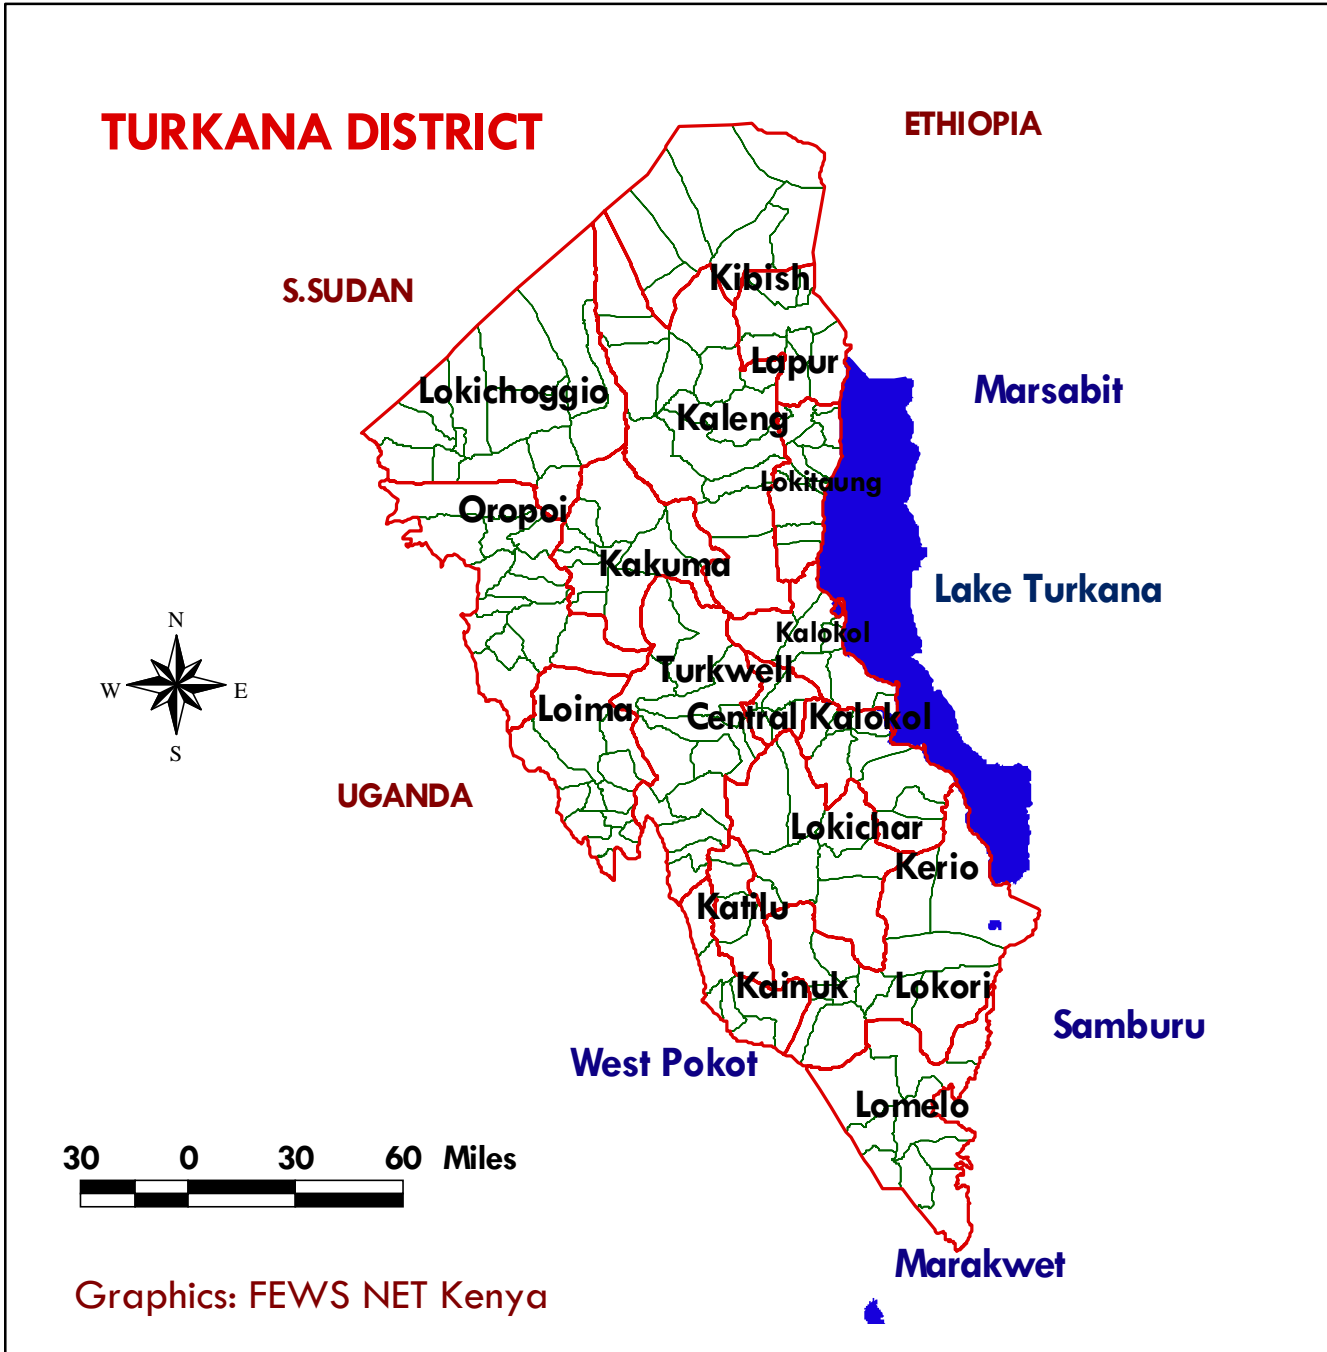 TURKANA DISTRICT
ETHIOPIA
S.SUDAN
Kibish
Lapur
Marsabit
Lokichoggio
Kaleng
Lokitaung
Oropoi
Kakuma
Lake Turkana
N
W E
S
Kalokol
Turkwell
Loima
Central Kalokol
UGANDA
Lokichar
Kerio
Katilu
Kainuk
Lokori
Samburu
West Pokot
Lomelo
30 0 30 60 Miles
Marakwet
Graphics: FEWS NET Kenya